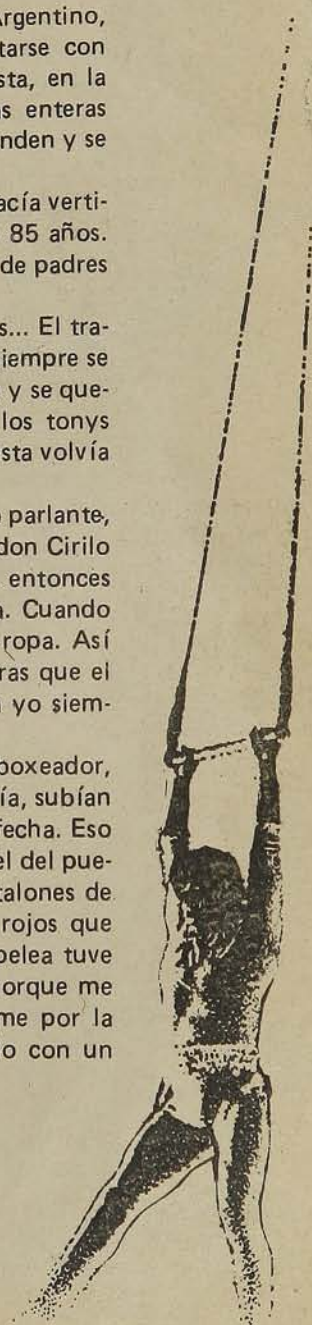 Argentino,
tarse con
sta, en la
s enteras
nden y se
acía verti-
85 años.
de padres
s... El tra-
iempre se
y se que-
los tonys
sta volvía
parlante,
don Cirilo
entonces
a. Cuando
ropa. Así
ras que el
yo siem-
boxeador,
ía, subían
fecha. Eso
el del pue-
talones de
rojos que
pelea tuve
orque me
me por la
o con un